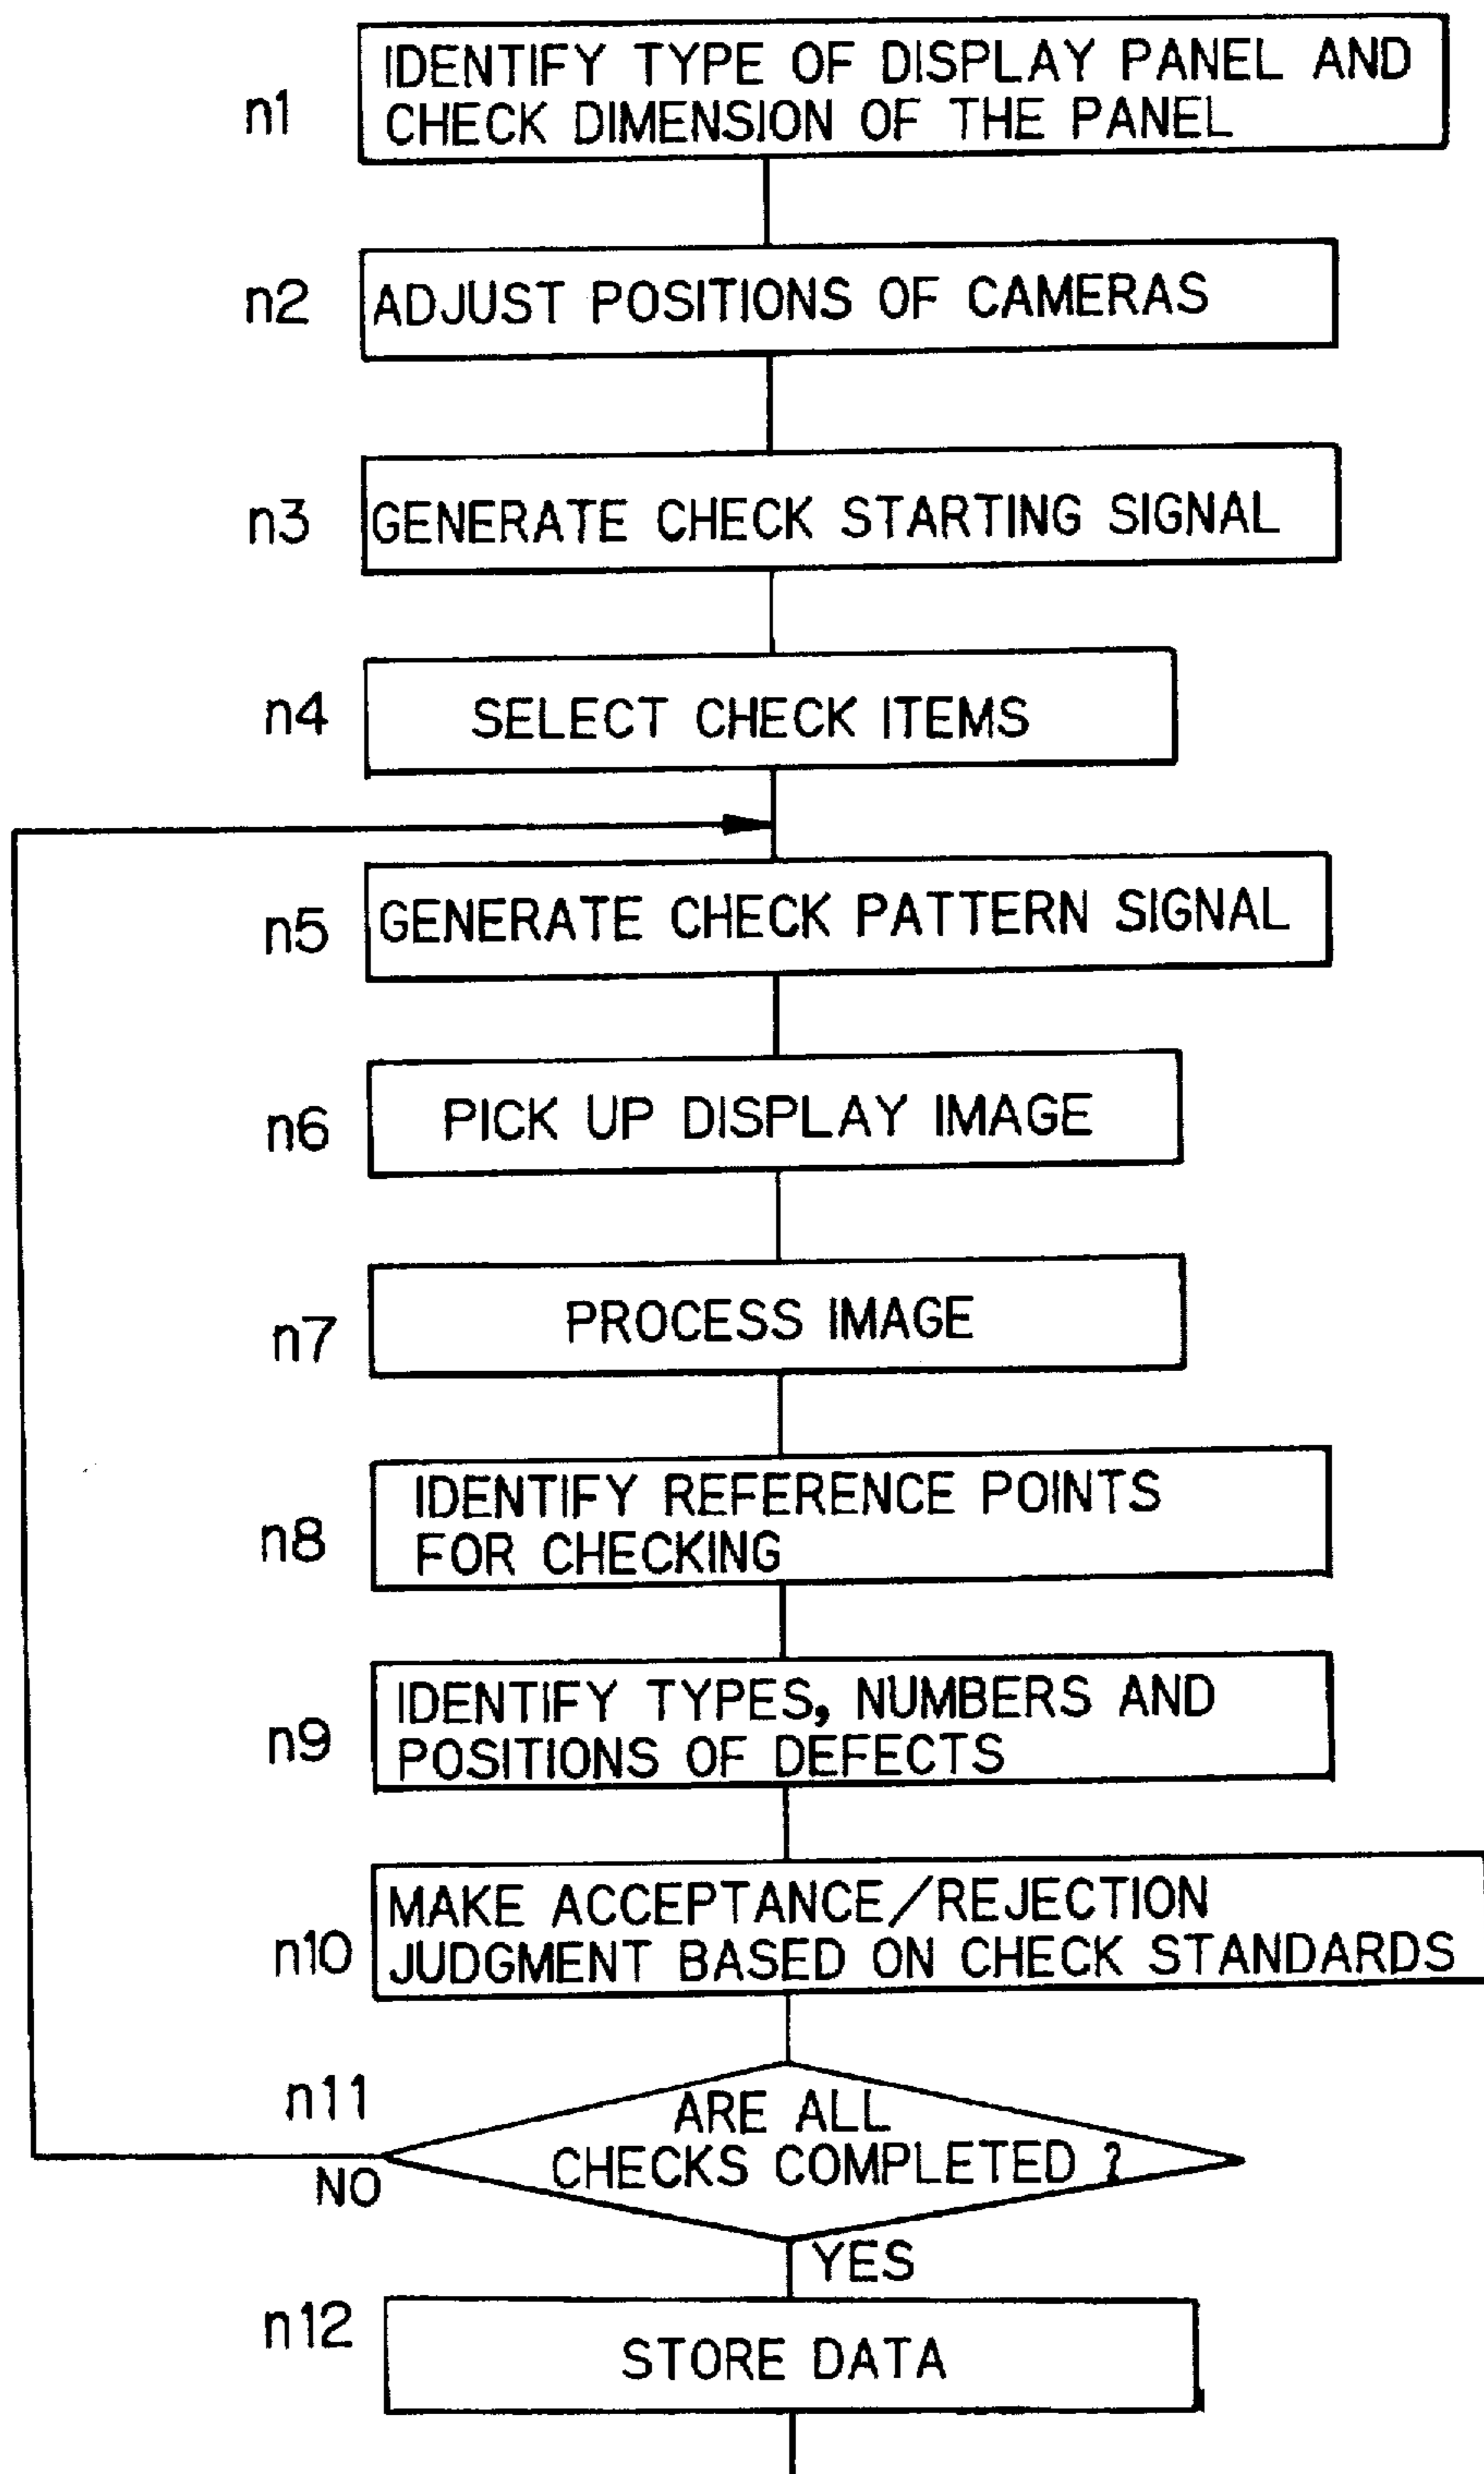 n1
IDENTIFY TYPE OF DISPLAY PANEL AND
CHECK DIMENSION OF THE PANEL
n2
ADJUST POSITIONS OF CAMERAS
n3
GENERATE CHECK STARTING SIGNAL
n4
SELECT CHECK ITEMS
n5
GENERATE CHECK PATTERN SIGNAL
n6
PICK UP DISPLAY IMAGE
n7
PROCESS IMAGE
n8
IDENTIFY REFERENCE POINTS
FOR CHECKING
n9
IDENTIFY TYPES, NUMBERS AND
POSITIONS OF DEFECTS
n10
MAKE ACCEPTANCE/REJECTION
JUDGMENT BASED ON CHECK STANDARDS
n11
ARE ALL
CHECKS COMPLETED ?
NO
YES
n12
STORE DATA